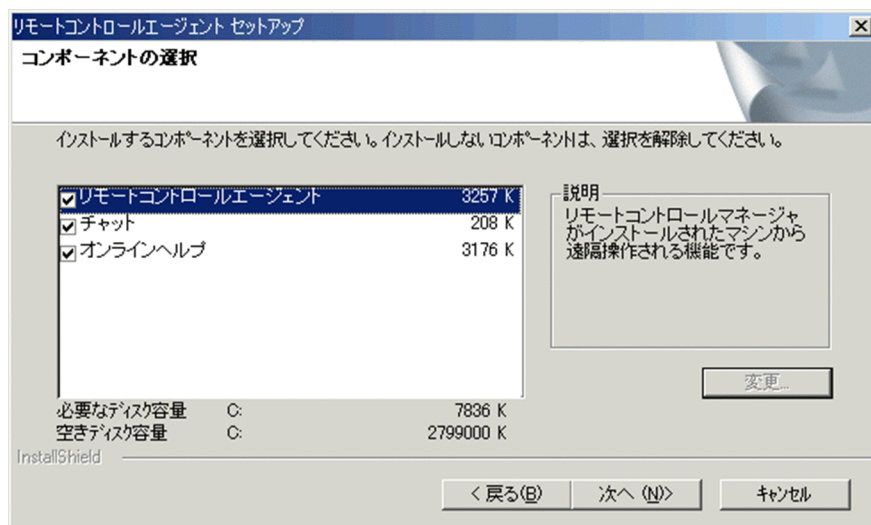 リモートコントロールエージェント セットアップ
コンポーネントの選択
インストールするコンポーネントを選択してください。インストールしないコンポーネントは、選択を解除してください。
リモートコントロールエージェント 3257 K
チャット 208 K
オンラインヘルプ 3176 K
説明
リモートコントロールマネージャ
がインストールされたマシンから
遠隔操作される機能です。
変更...
必要なディスク容量 C: 7836 K
空きディスク容量 C: 2799000 K
InstallShield
< 戻る(B)
次へ (N)>
キャンセル